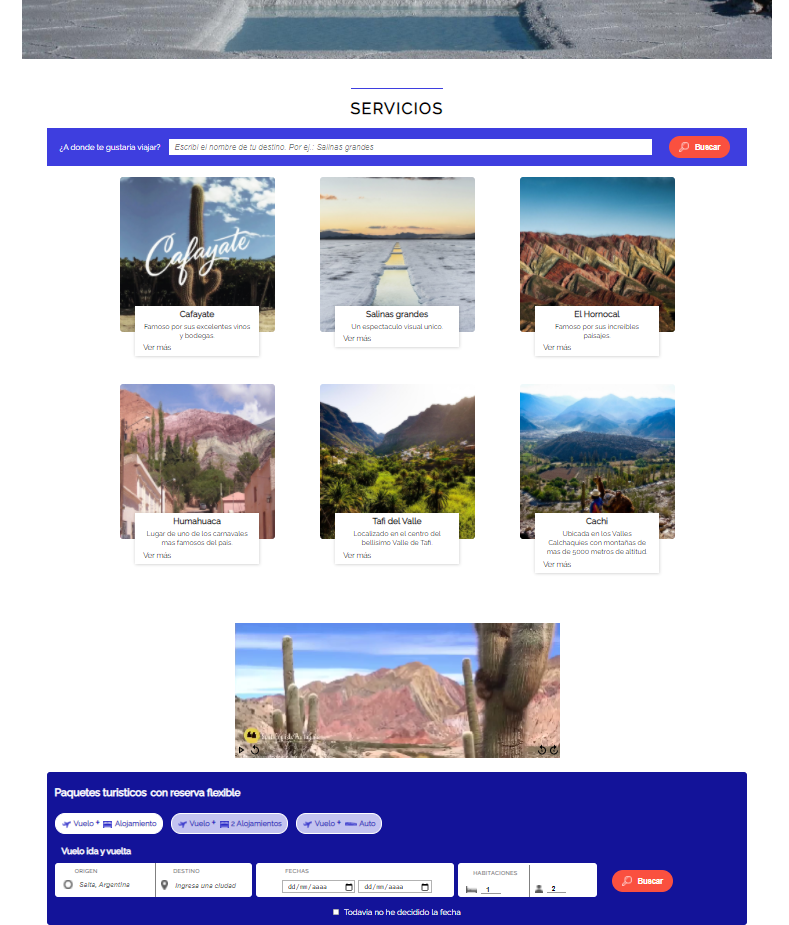 SERVICIOS
¿A donde te gustaria viajar?
Escribí el nombre de tu destino. Por ej.: Salinas grandes
Buscar
Cafayate
Cafayate
Famoso por sus excelentes vinos
y bodegas.
Ver más
Salinas grandes
Un espectaculo visual unico.
Ver más
El Hornocal
Famoso por sus increibles
paisajes.
Ver más
Humahuaca
Lugar de uno de los carnavales
mas famosos del pais.
Ver más
Tafi del Valle
Localizado en el centro del
bellisimo Valle de Tafi.
Ver más
Cachi
Ubicada en los Valles
Calchaquies con montañas de
mas de 5000 metros de altitud.
Ver más
Paquetes turisticos con reserva flexible
Vuelo + Alojamiento
Vuelo + 2 Alojamientos
Vuelo + Auto
Vuelo ida y vuelta
ORIGEN
Salta, Argentina
DESTINO
Ingresa una ciudad
FECHAS
dd/mm/aaaa
dd/mm/aaaa
HABITACIONES
1
2
Buscar
Todavia no he decidido la fecha